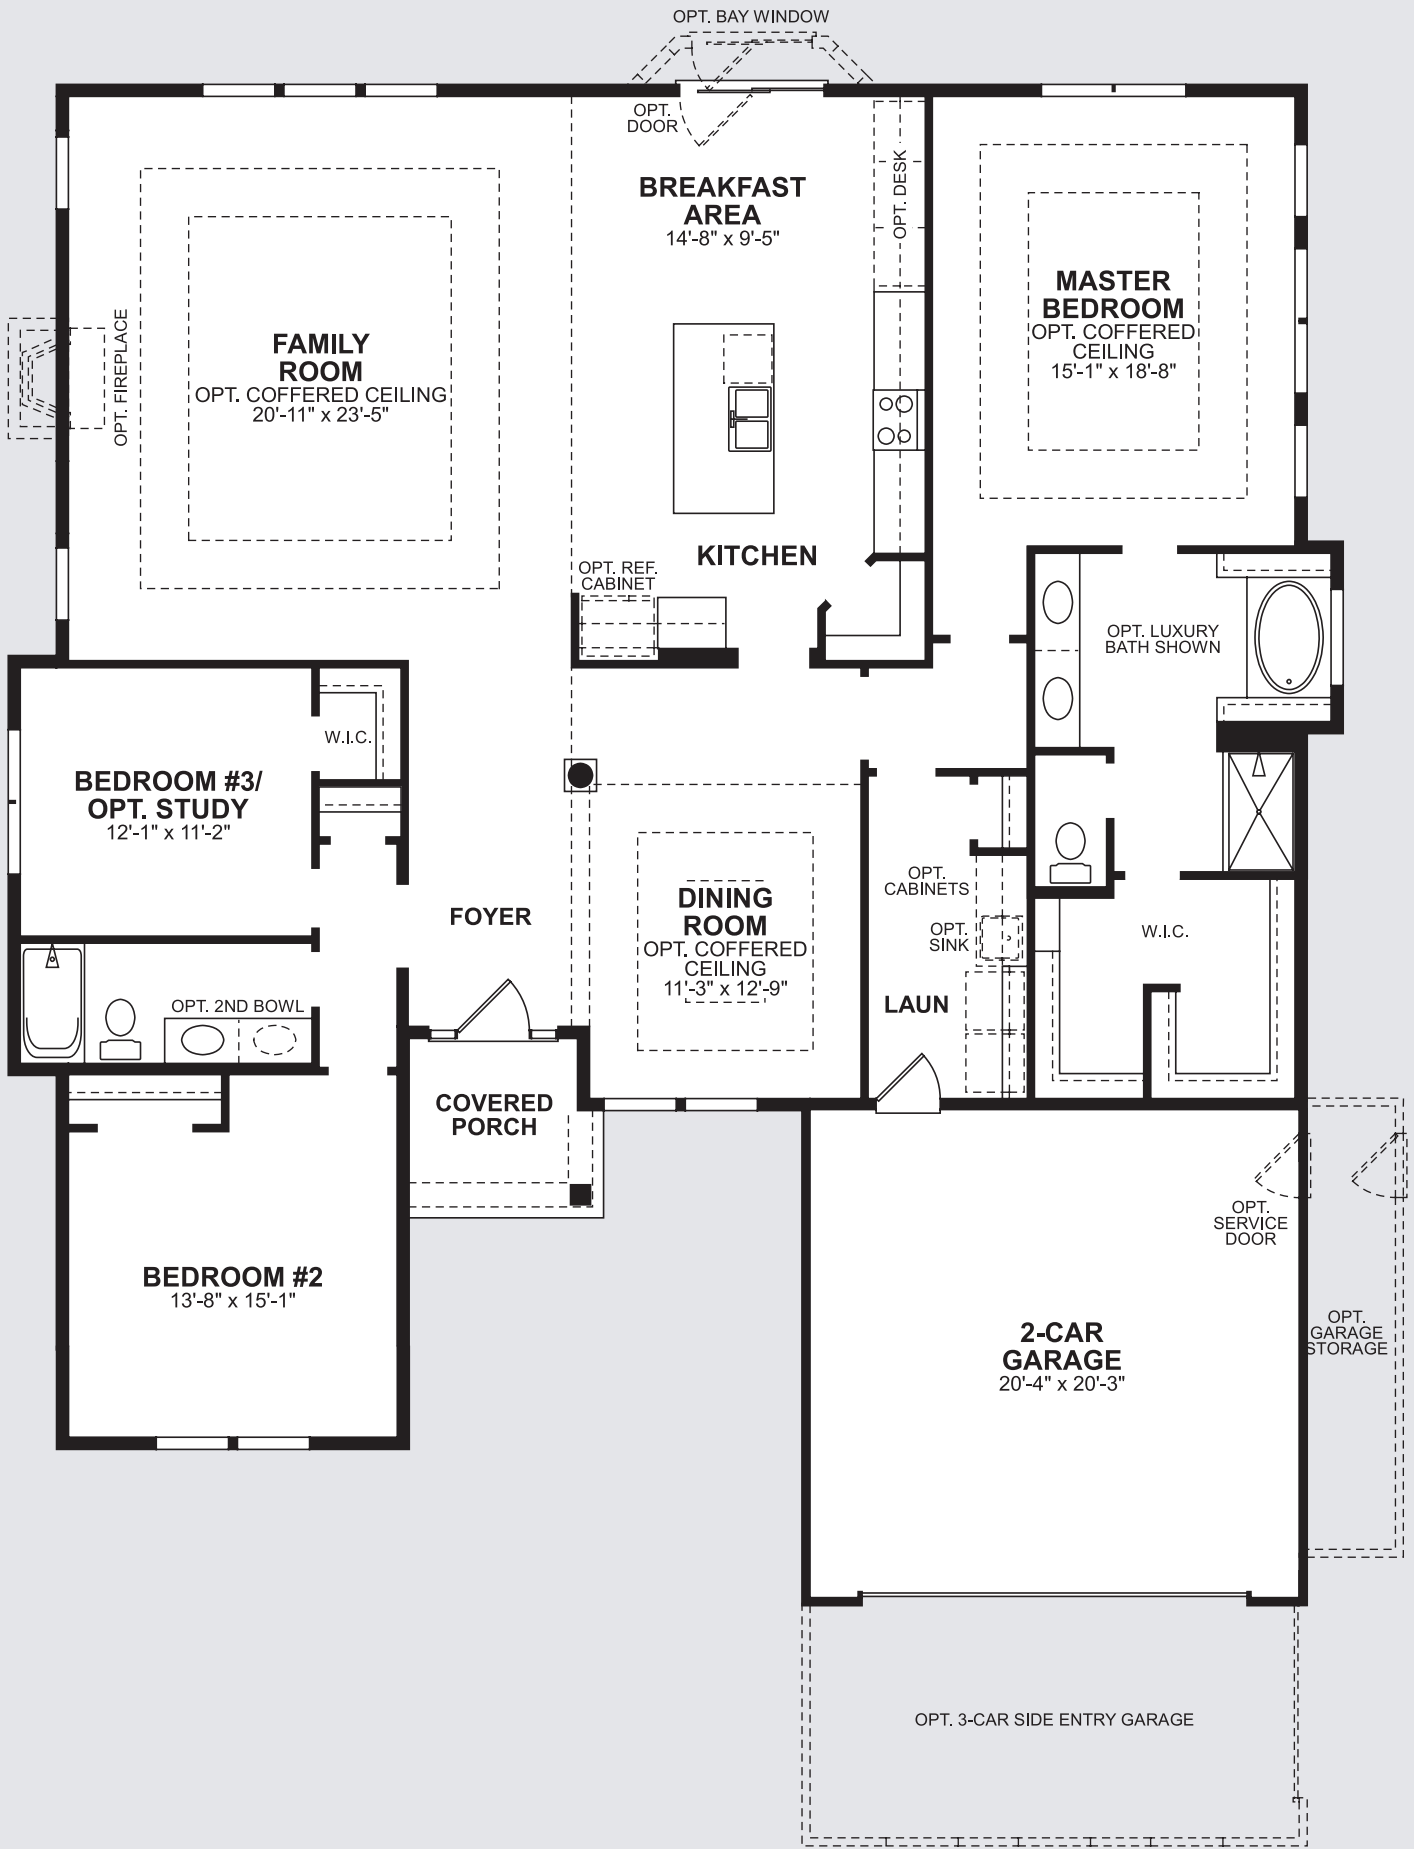 OPT. BAY WINDOW
OPT.
DOOR
BREAKFAST
AREA
14'-8" x 9'-5"
OPT. DESK
MASTER
BEDROOM
OPT. COFFERED
CEILING
15'-1" x 18'-8"
OPT. FIREPLACE
FAMILY
ROOM
OPT. COFFERED CEILING
20'-11" x 23'-5"
KITCHEN
OPT. REF.
CABINET
OPT. LUXURY
BATH SHOWN
W.I.C.
BEDROOM #3/
OPT. STUDY
12'-1" x 11'-2"
FOYER
DINING
ROOM
OPT. COFFERED
CEILING
11'-3" x 12'-9"
OPT.
CABINETS
OPT.
SINK
LAUN
W.I.C.
OPT. 2ND BOWL
COVERED
PORCH
BEDROOM #2
13'-8" x 15'-1"
OPT.
SERVICE
DOOR
2-CAR
GARAGE
20'-4" x 20'-3"
OPT.
GARAGE
STORAGE
OPT. 3-CAR SIDE ENTRY GARAGE